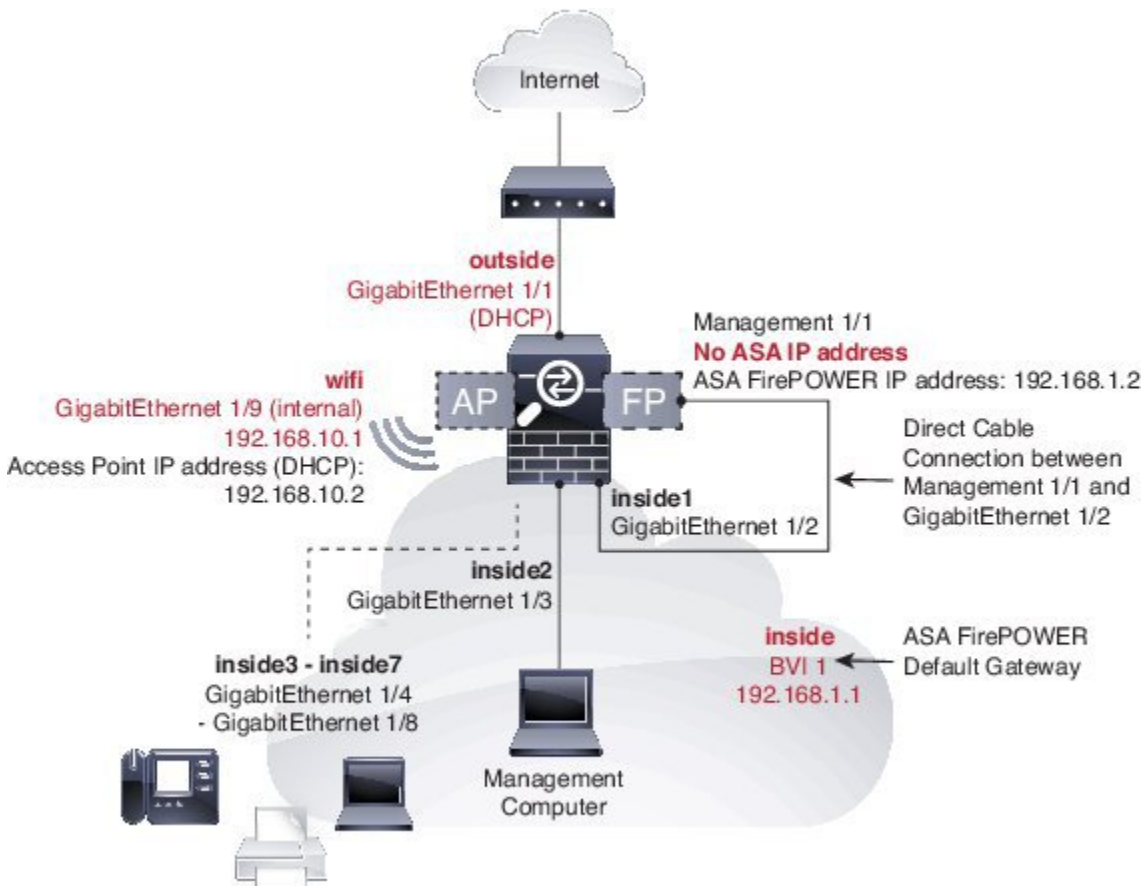 Internet
outside
GigabitEthernet 1/1
(DHCP)
Management 1/1
No ASA IP address
ASA FirePOWER IP address: 192.168.1.2
wifi
GigabitEthernet 1/9 (internal)
192.168.10.1
Access Point IP address (DHCP):
192.168.10.2
AP
FP
Direct Cable
Connection between
Management 1/1 and
GigabitEthernet 1/2
inside1
GigabitEthernet 1/2
inside2
GigabitEthernet 1/3
inside
BVI 1
192.168.1.1
ASA FirePOWER
Default Gateway
inside3 - inside7
GigabitEthernet 1/4
- GigabitEthernet 1/8
Management
Computer